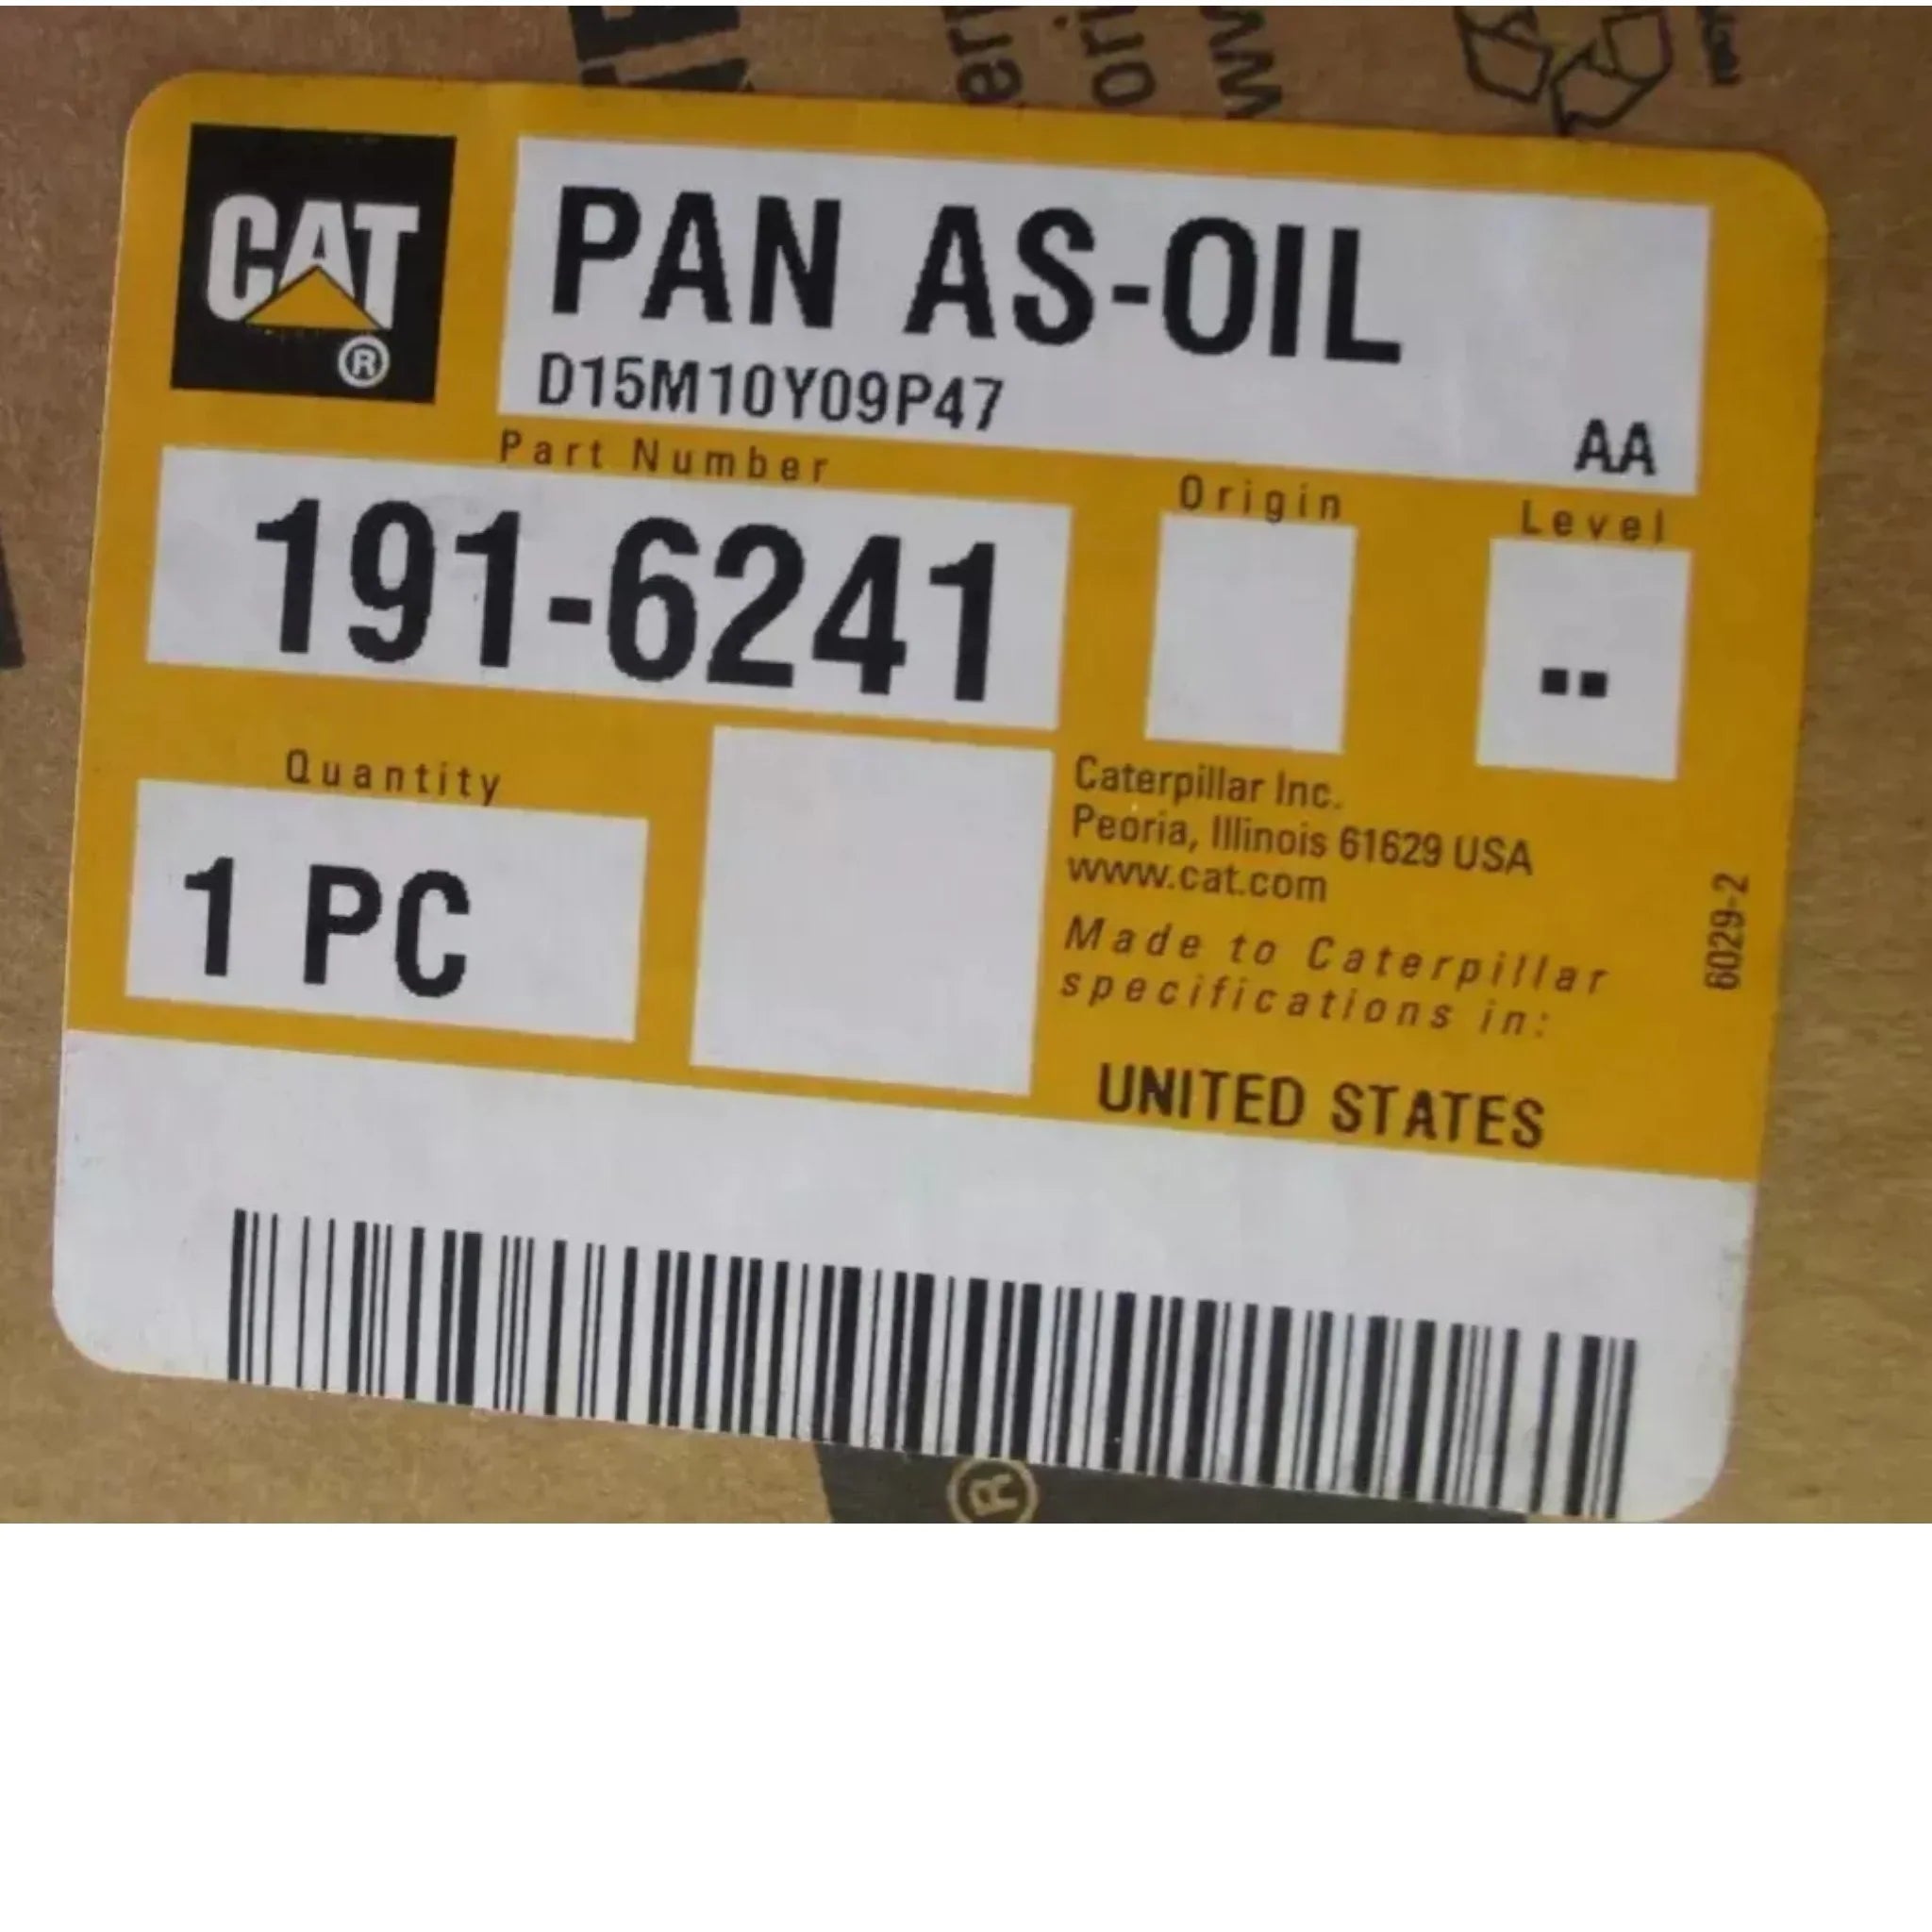 CAT
®
PAN AS-OIL
D15M10Y09P47
AA
Part Number
Origin
Level
191-6241
..
Quantity
1 PC
Caterpillar Inc.
Peoria, Illinois 61629 USA
www.cat.com
Made to Caterpillar
specifications in:
UNITED STATES
6029-2
®